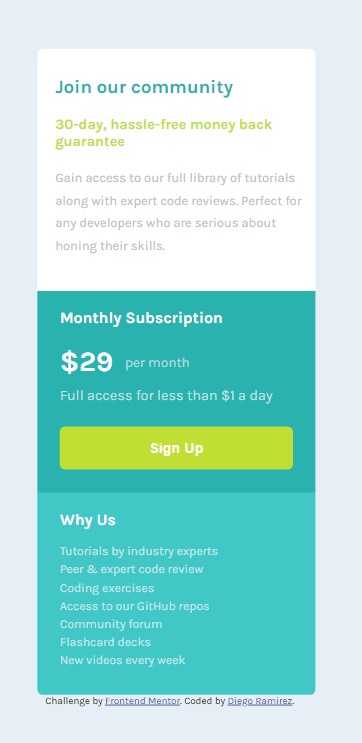 Join our community
30-day, hassle-free money back
guarantee
Gain access to our full library of tutorials
along with expert code reviews. Perfect for
any developers who are serious about
honing their skills.
Monthly Subscription
$29 per month
Full access for less than $1 a day
Sign Up
Why Us
Tutorials by industry experts
Peer & expert code review
Coding exercises
Access to our GitHub repos
Community forum
Flashcard decks
New videos every week
Challenge by Frontend Mentor. Coded by Diego Ramirez.